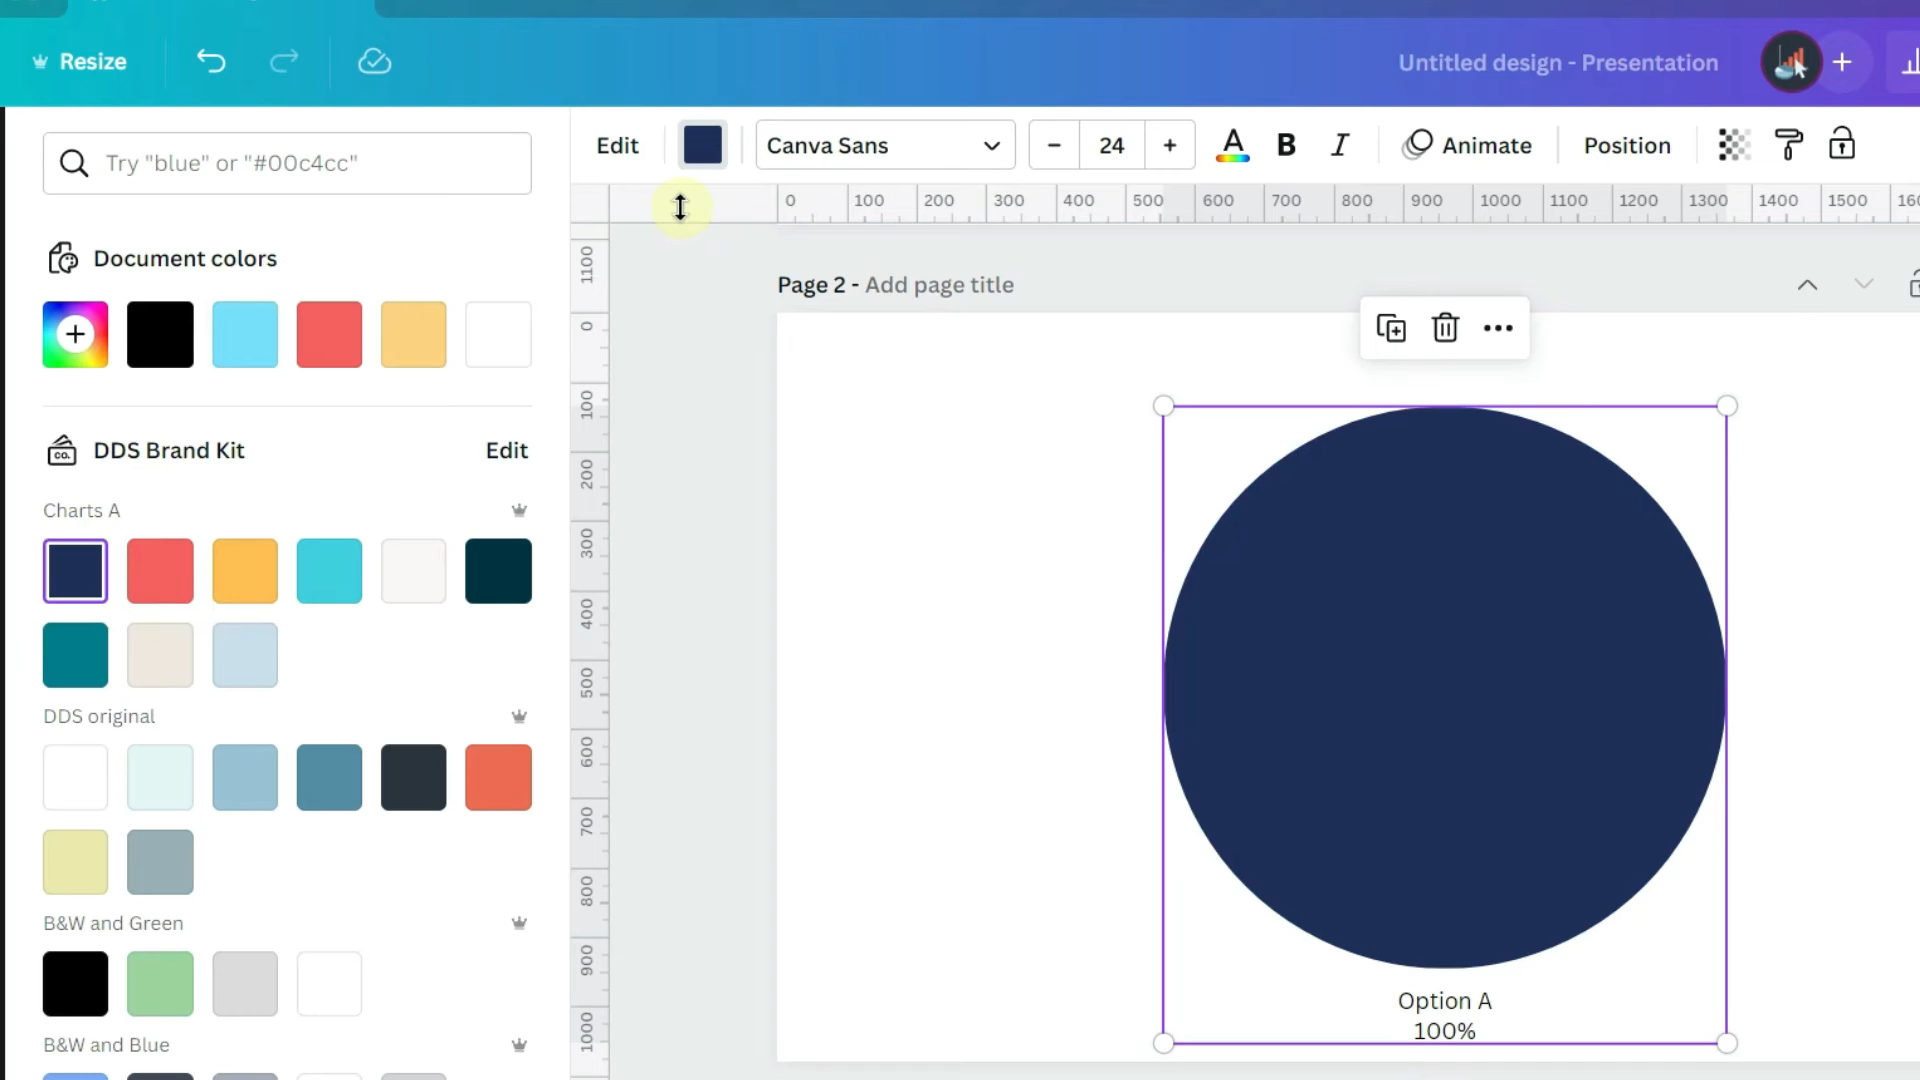 Resize
Untitled design - Presentation
Try "blue" or "#00c4cc"
Edit
Canva Sans
– 24 +
A B I
Animate
Position
0 100 200 300 400 500 600 700 800 900 1000 1100 1200 1300 1400 1500
1100
0
100
200
300
400
500
600
700
800
900
1000
Document colors
DDS Brand Kit
CO.
Edit
Charts A
DDS original
B&W and Green
B&W and Blue
Page 2 - Add page title
Option A
100%